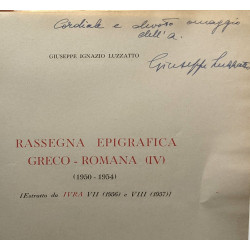 Cordiale e devoto omaggio
dell'a.
Giuseppe Luzzatto
GIUSEPPE IGNAZIO LUZZATTO
RASSEGNA EPIGRAFICA
GRECO - ROMANA (IV)
(1950 - 1954)
[Estratto da IURA VII (1956) e VIII (1957)]